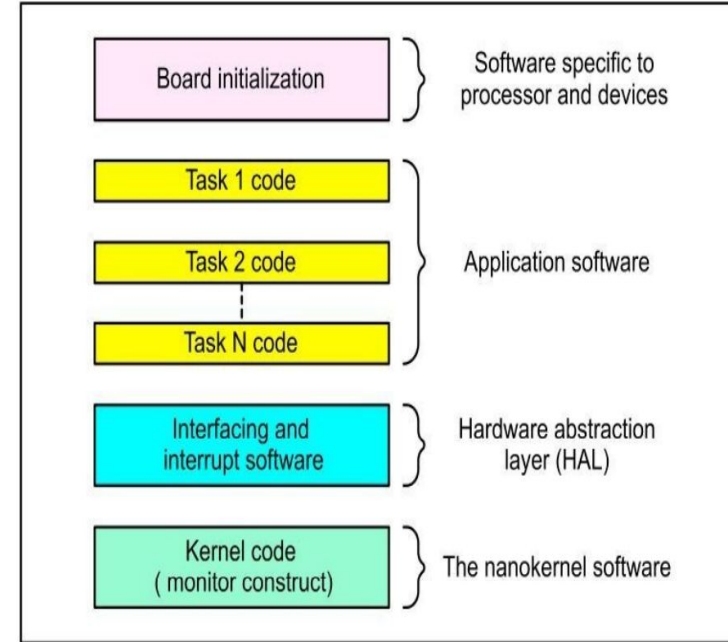 Board initialization
Software specific to
processor and devices
Task 1 code
Task 2 code
Application software
Task N code
Interfacing and
interrupt software
Hardware abstraction
layer (HAL)
Kernel code
( monitor construct)
The nanokernel software